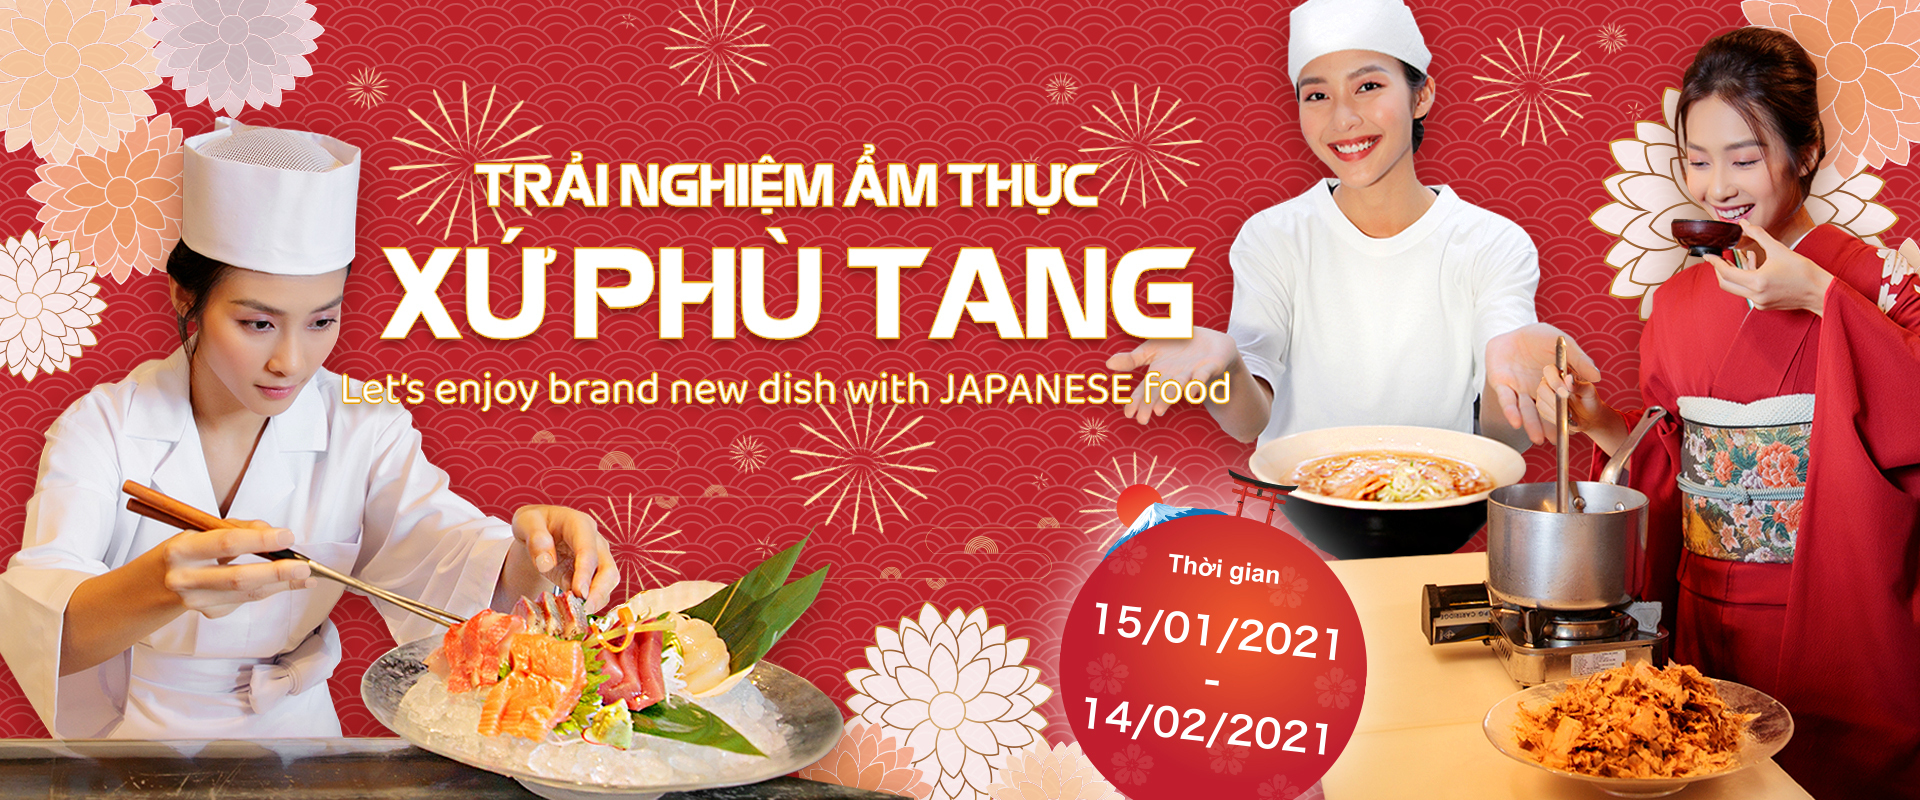 TRẢI NGHIỆM ẨM THỰC
XỨ PHÙ TANG
Let's enjoy brand new dish with JAPANESE food
Thời gian
15/01/2021
-
14/02/2021